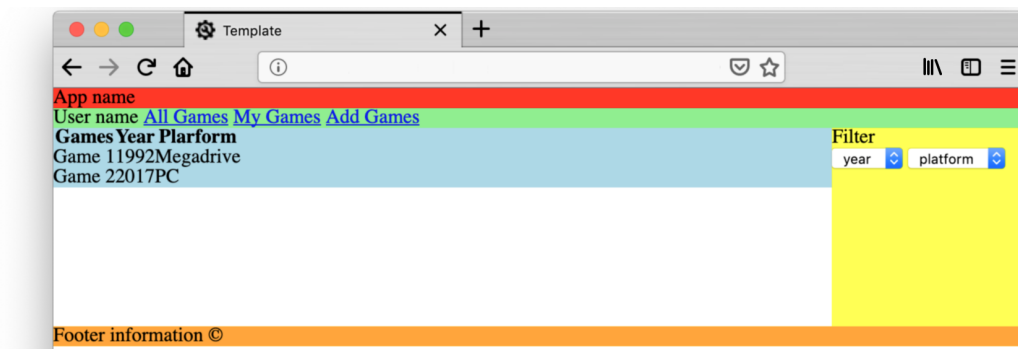 Template
App name
User name All Games My Games Add Games
Games Year Plarform
Game 11992Megadrive
Game 22017PC
Filter
year platform
Footer information ©